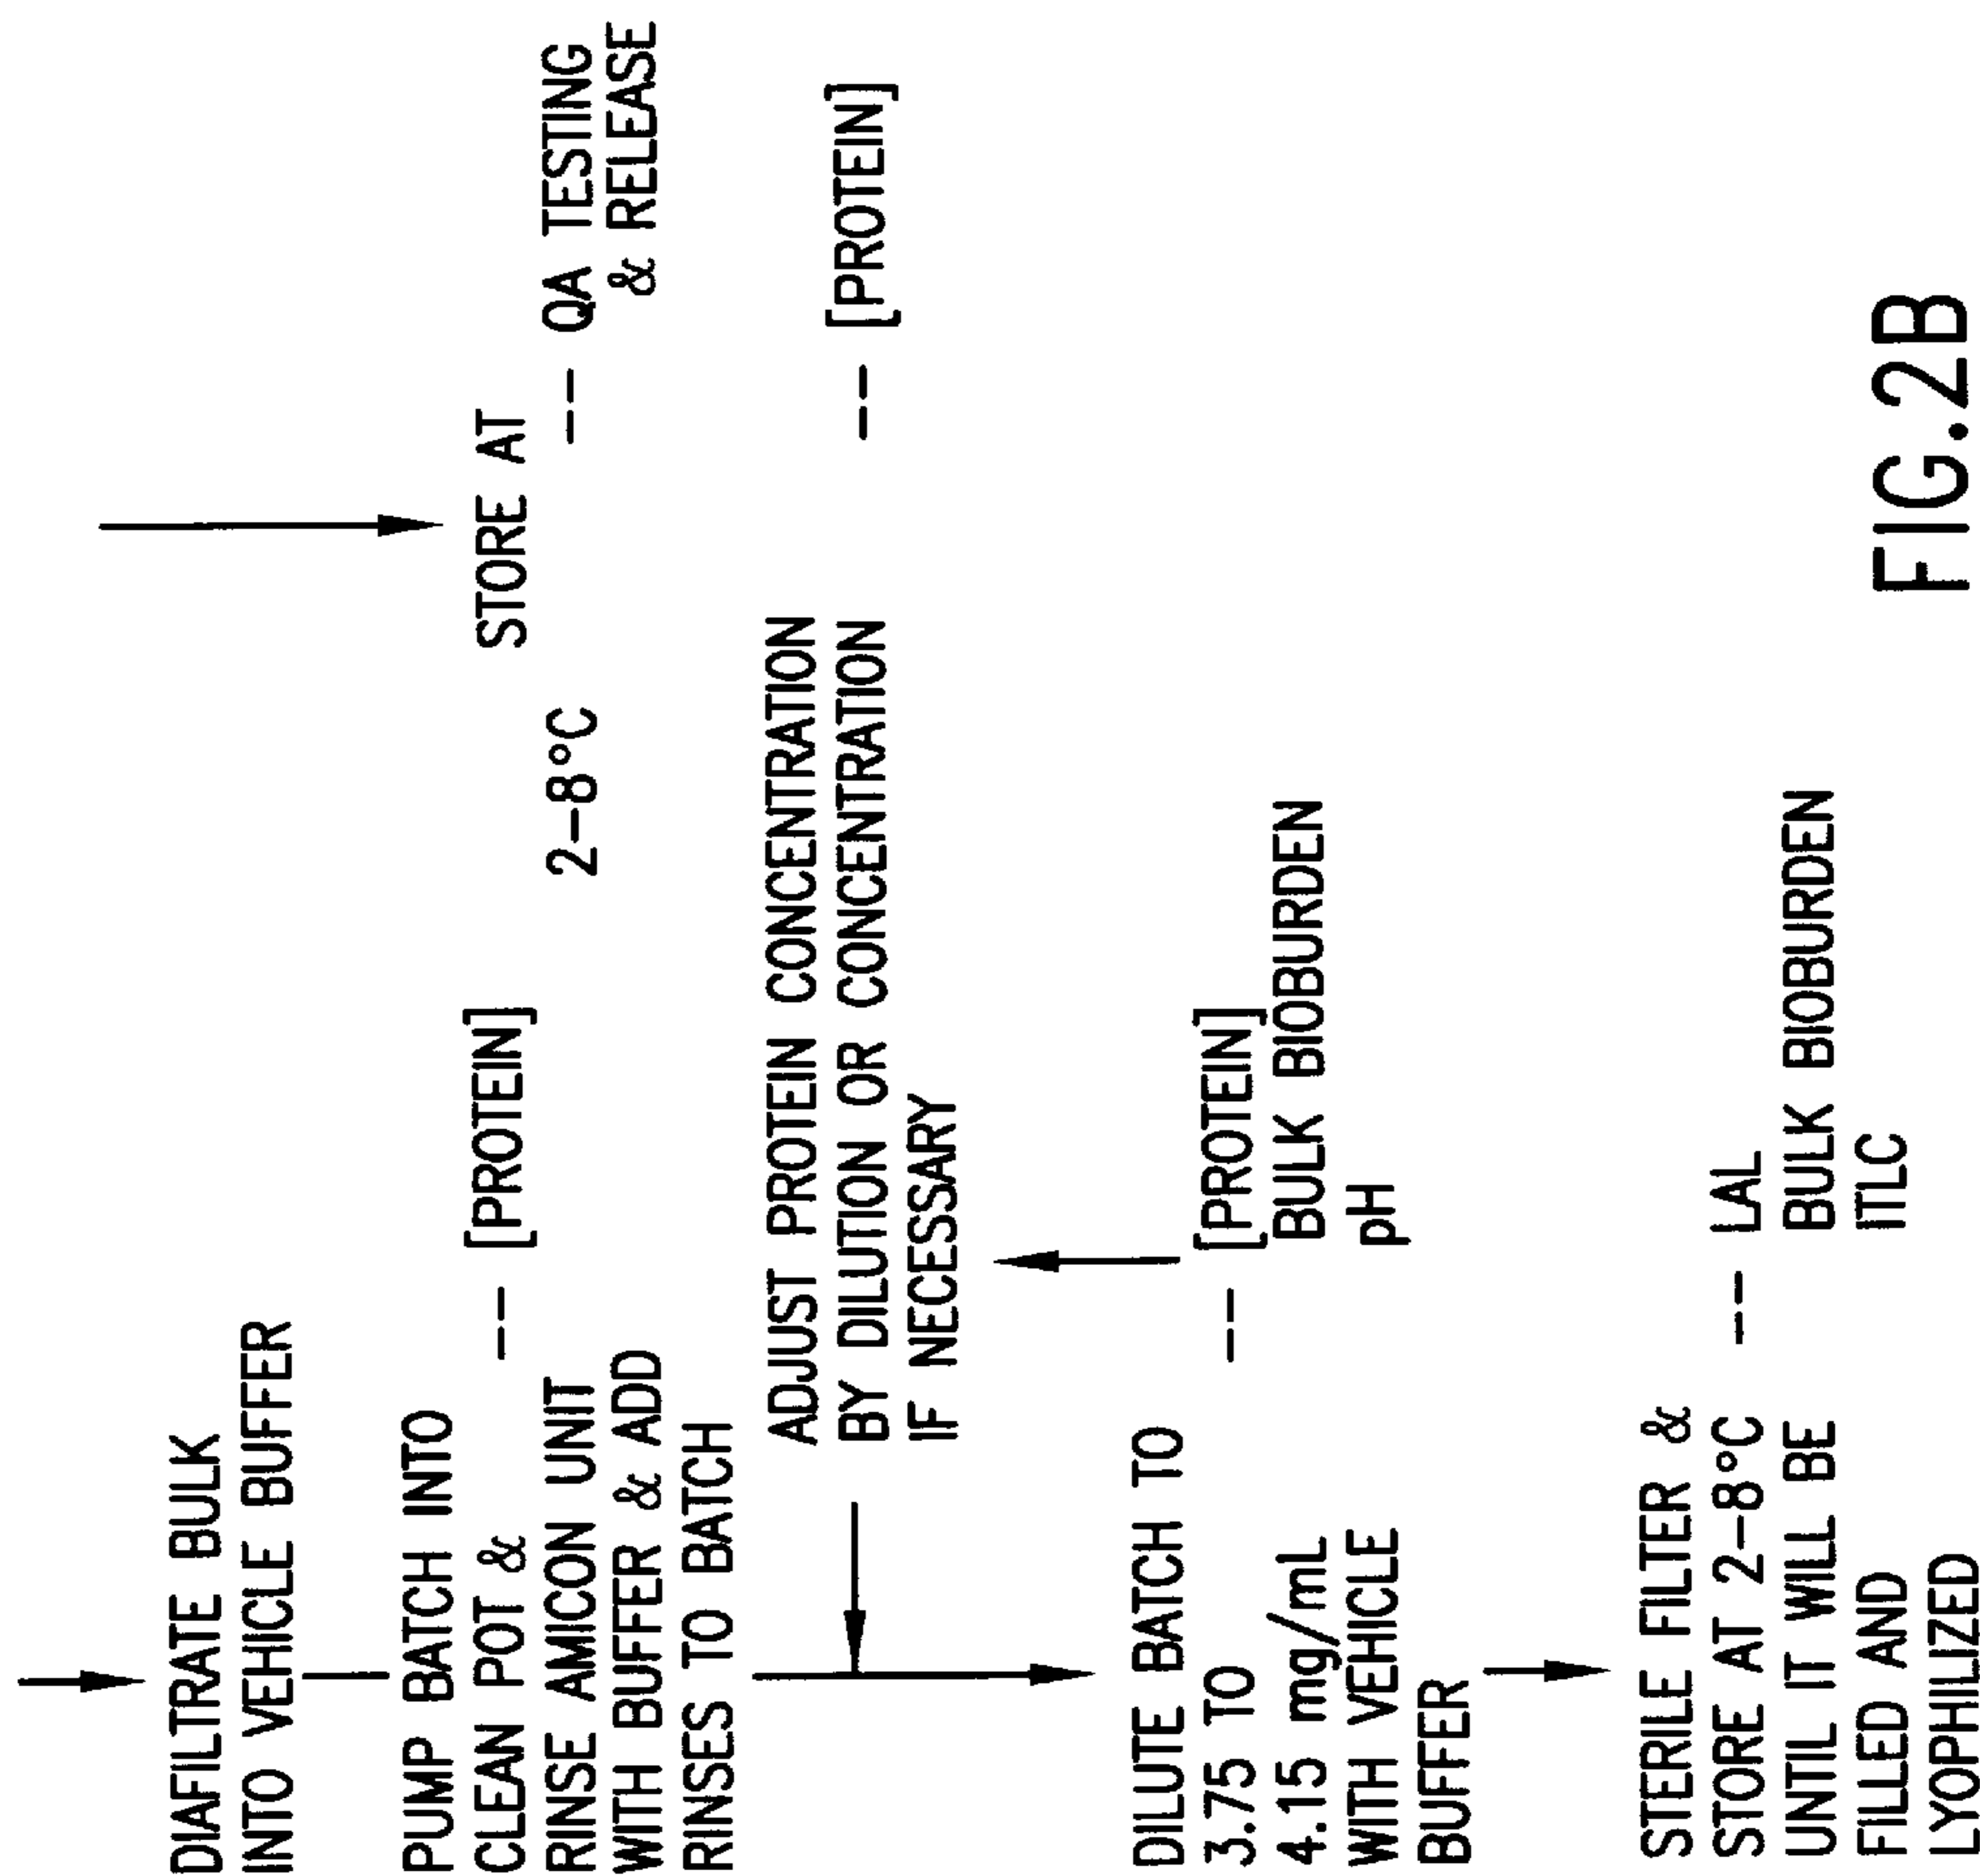 DIAFILTRATE BULK
INTO VEHICLE BUFFER
PUMP BATCH INTO
CLEAN POT &
RINSE AMICON UNIT
WITH BUFFER & ADD
RINSES TO BATCH
-- [PROTEIN]
STORE AT
2-8°C
-- QA TESTING
& RELEASE
ADJUST PROTEIN CONCENTRATION
BY DILUTION OR CONCENTRATION
IF NECESSARY
-- [PROTEIN]
DILUTE BATCH TO
3.75 TO
4.15 mg/mL
WITH VEHICLE
BUFFER
-- [PROTEIN]
BULK BIOBURDEN
pH
STERILE FILTER &
STORE AT 2-8°C
UNTIL IT WILL BE
FILLED AND
LYOPHILIZED
-- LAL
BULK BIOBURDEN
ITLC
FIG.2B